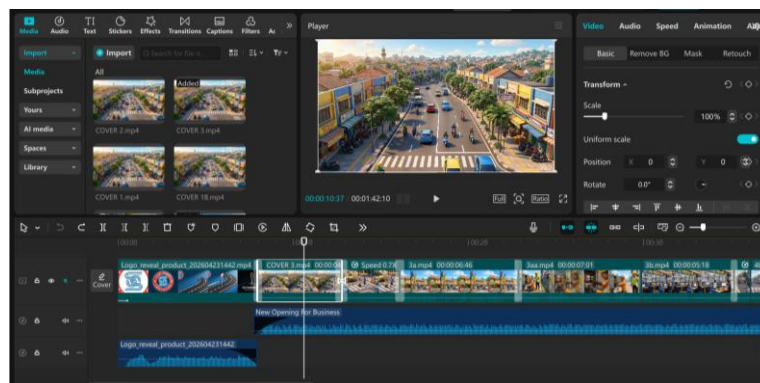 Media Audio Text Stickers Effects Transitions Captions Filters
Player
Video Audio Speed Animation
Import
Import
Basic Remove BG Mask Retouch
Media
All
Subprojects
Added
Transform
Yours
Scale
100%
AI media
COVER 2.mp4 COVER 3.mp4
Uniform scale
Spaces
Position X 0 Y 0
Library
Rotate 0.0°
COVER 1.mp4 COVER 1B.mp4
00:00:10:37 00:01:42:10
Full Ratio
Logo_reveal_product_202604231442.mp4 COVER 3.mp4 Speed 0.7X 3a.mp4 00:00:06:46 3aa.mp4 00:00:07:01 3b.mp4 00:00:05:18
Cover
New Opening For Business
Logo_reveal_product_202604231442